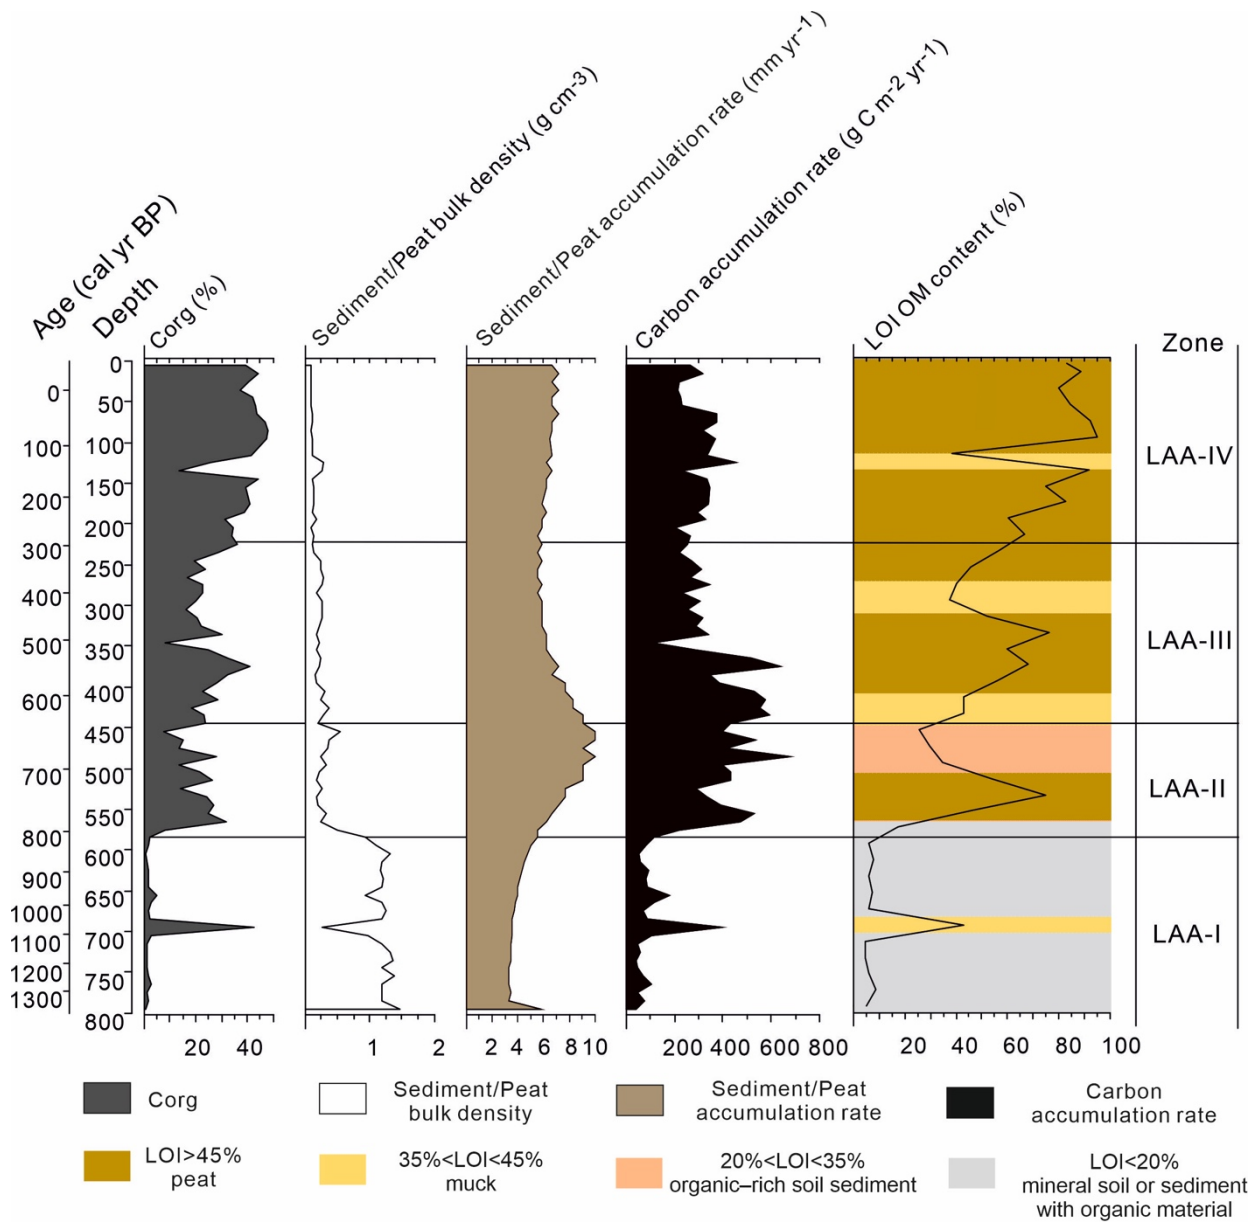 Age (cal yr BP)
Depth
Corg (%)
Sediment/Peat bulk density (g cm-3)
Sediment/Peat accumulation rate (mm yr-1)
Carbon accumulation rate (g C m-2 yr-1)
LOI OM content (%)
Zone
0
100
200
300
400
500
600
700
800
900
1000
1100
1200
1300
0
50
100
150
200
250
300
350
400
450
500
550
600
650
700
750
800
LAA-IV
LAA-III
LAA-II
LAA-I
20 40
1 2
2 4 6 8 10
200 400 600 800
20 40 60 80 100
Corg
Sediment/Peat
bulk density
Sediment/Peat
accumulation rate
Carbon
accumulation rate
LOI>45%
peat
35%<LOI<45%
muck
20%<LOI<35%
organic–rich soil sediment
LOI<20%
mineral soil or sediment
with organic material